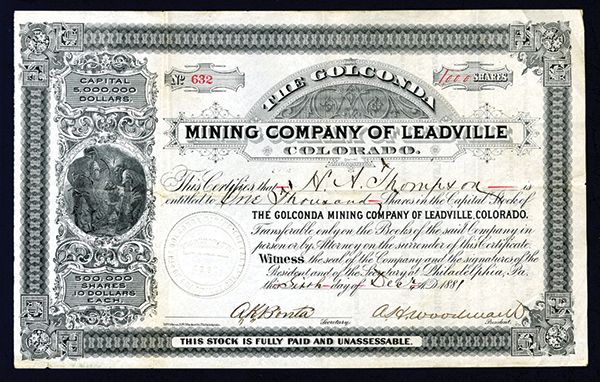 CAPITAL
5,000,000
DOLLARS.
No 632
1000 SHARES
THE GOLCONDA
MINING COMPANY OF LEADVILLE
COLORADO.
This Certifies that N. A. Thompson is
entitled to One Thousand Shares in the Capital Stock of
THE GOLCONDA MINING COMPANY OF LEADVILLE, COLORADO.
Transferable only on the Books of the said Company in
person or by Attorney on the surrender of this Certificate.
Witness the seal of the Company and the signatures of the
President and of the at Philadelphia, Pa.
this Sixth day of Dec AD 1881
500,000
SHARES
10 DOLLARS
EACH.
Secretary.
A H Woodward
President.
THIS STOCK IS FULLY PAID AND UNASSESSABLE.